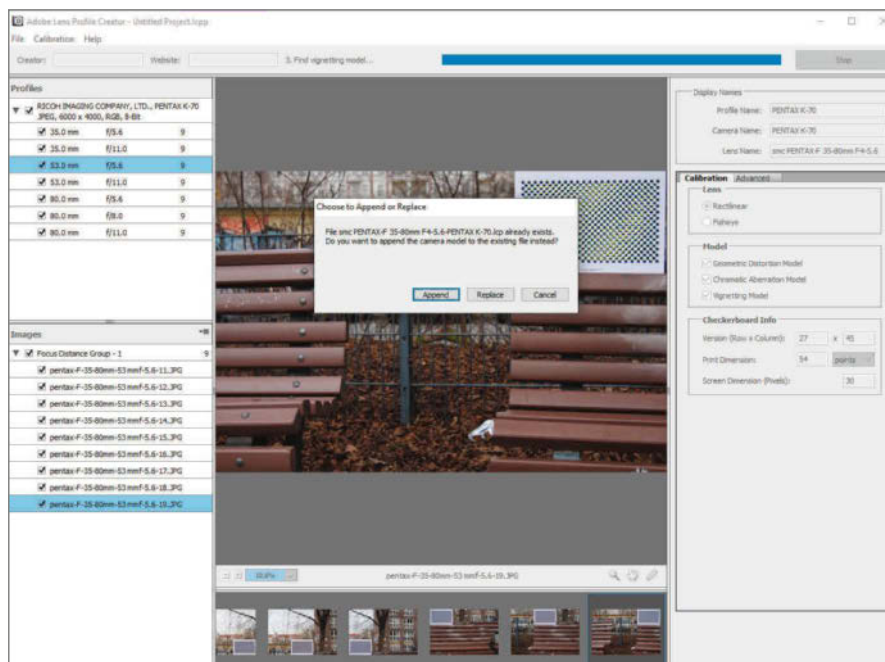 Adobe Lens Profile Creator - Untitled Project.lcpp
File Calibration Help
Creator: Website: 3. Find vignetting model... Stop
Profiles
RICOH IMAGING COMPANY, LTD., PENTAX K-70
JPEG, 6000 x 4000, RGB, 8-Bit
35.0 mm f/5.6 9
35.0 mm f/11.0 9
53.0 mm f/5.6 9
53.0 mm f/11.0 9
80.0 mm f/5.6 9
80.0 mm f/8.0 9
80.0 mm f/11.0 9
Images
Focus Distance Group - 1 9
pentax-F-35-80mm-53mmf-5.6-11.JPG
pentax-F-35-80mm-53mmf-5.6-12.JPG
pentax-F-35-80mm-53mmf-5.6-13.JPG
pentax-F-35-80mm-53mmf-5.6-14.JPG
pentax-F-35-80mm-53mmf-5.6-15.JPG
pentax-F-35-80mm-53mmf-5.6-16.JPG
pentax-F-35-80mm-53mmf-5.6-17.JPG
pentax-F-35-80mm-53mmf-5.6-18.JPG
pentax-F-35-80mm-53mmf-5.6-19.JPG
Choose to Append or Replace
File smc PENTAX-F 35-80mm F4-5.6-PENTAX K-70.lcp already exists.
Do you want to append the camera model to the existing file instead?
Append Replace Cancel
pentax-F-35-80mm-53mmf-5.6-19.JPG
Display Names
Profile Name: PENTAX K-70
Camera Name: PENTAX K-70
Lens Name: smc PENTAX-F 35-80mm F4-5.6
Calibration Advanced
Lens
Rectilinear
Fisheye
Model
Geometric Distortion Model
Chromatic Aberration Model
Vignetting Model
Checkerboard Info
Version (Row x Column): 27 x 45
Print Dimension: 54 points
Screen Dimension (Pixels): 30